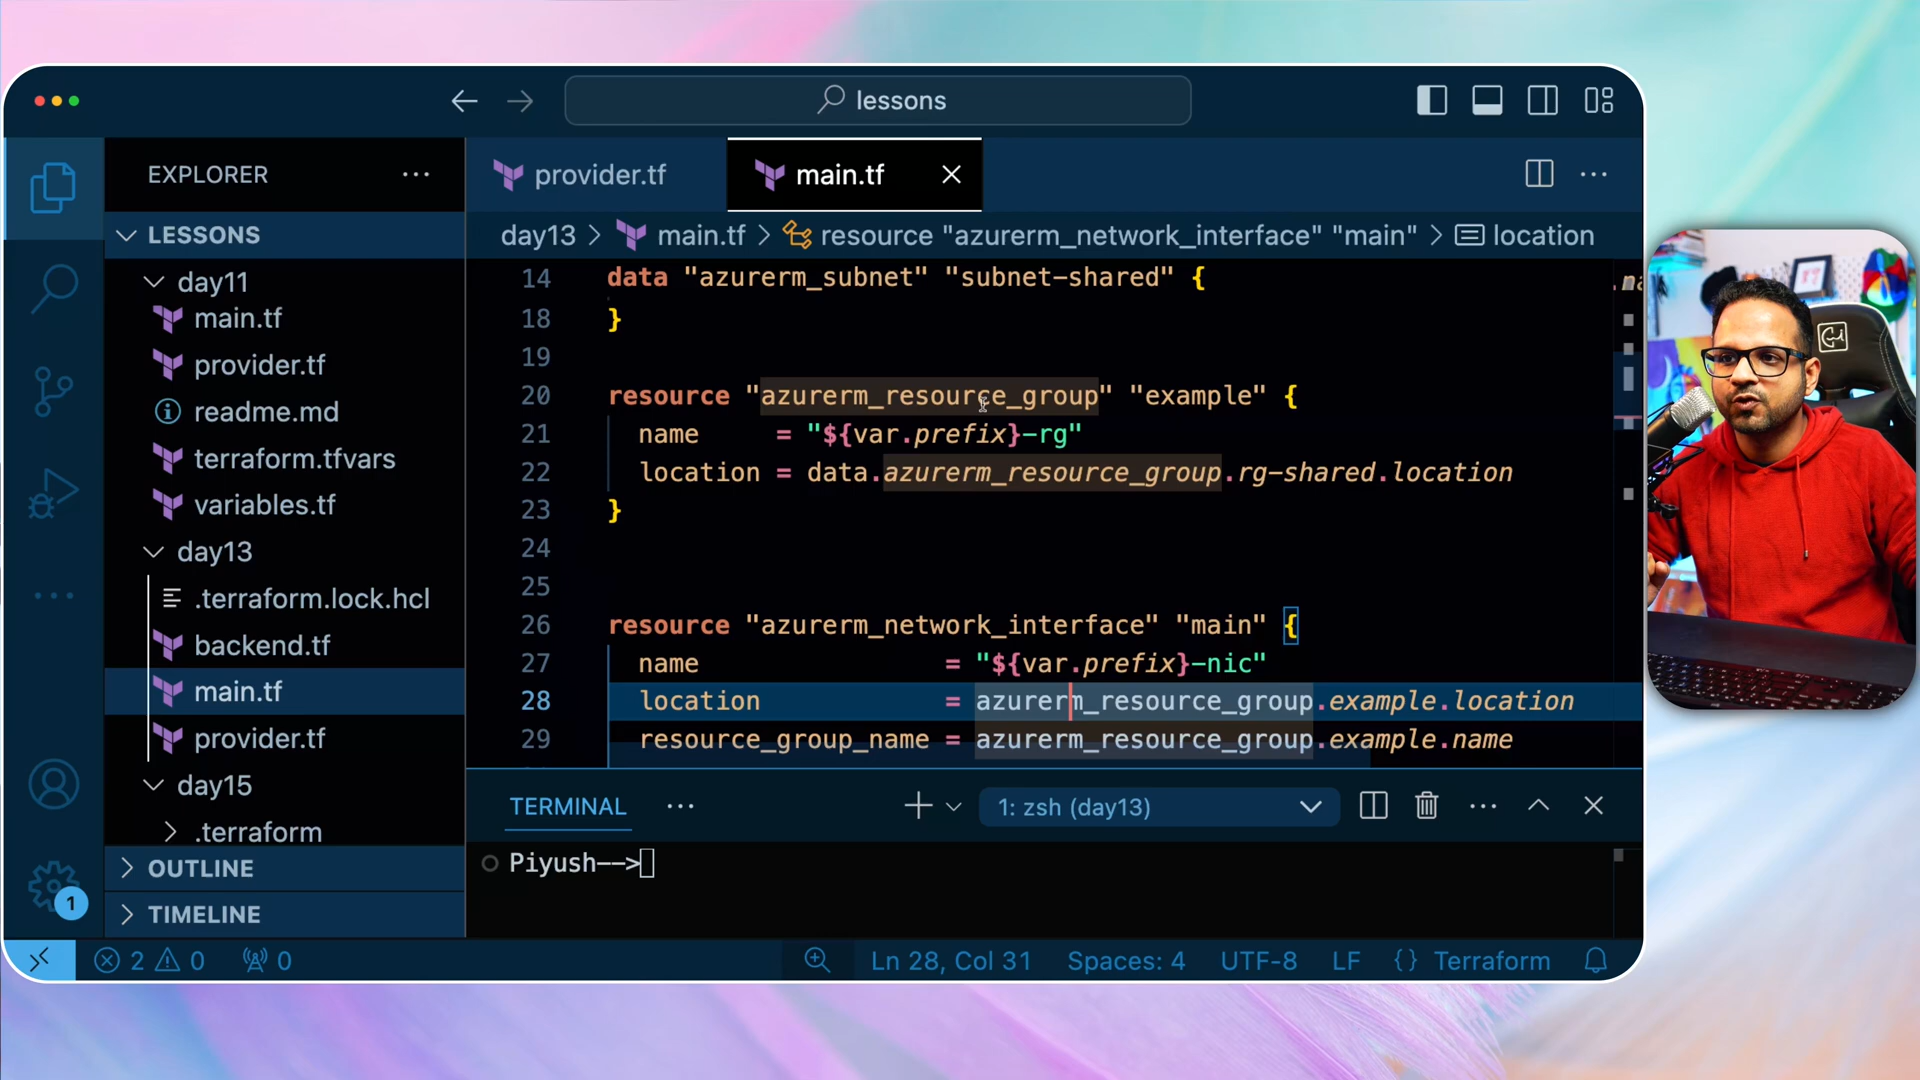 lessons
EXPLORER ...
provider.tf
main.tf
LESSONS
day13 > main.tf > resource "azurerm_network_interface" "main" > location
day11
main.tf
provider.tf
readme.md
terraform.tfvars
variables.tf
day13
.terraform.lock.hcl
backend.tf
main.tf
provider.tf
day15
.terraform
OUTLINE
TIMELINE
14 data "azurerm_subnet" "subnet-shared" {
18 }
19
20 resource "azurerm_resource_group" "example" {
21 name = "${var.prefix}-rg"
22 location = data.azurerm_resource_group.rg-shared.location
23 }
24
25
26 resource "azurerm_network_interface" "main" {
27 name = "${var.prefix}-nic"
28 location = azurerm_resource_group.example.location
29 resource_group_name = azurerm_resource_group.example.name
TERMINAL ...
1: zsh (day13)
Piyush-->
1
2 0 0
Ln 28, Col 31 Spaces: 4 UTF-8 LF {} Terraform